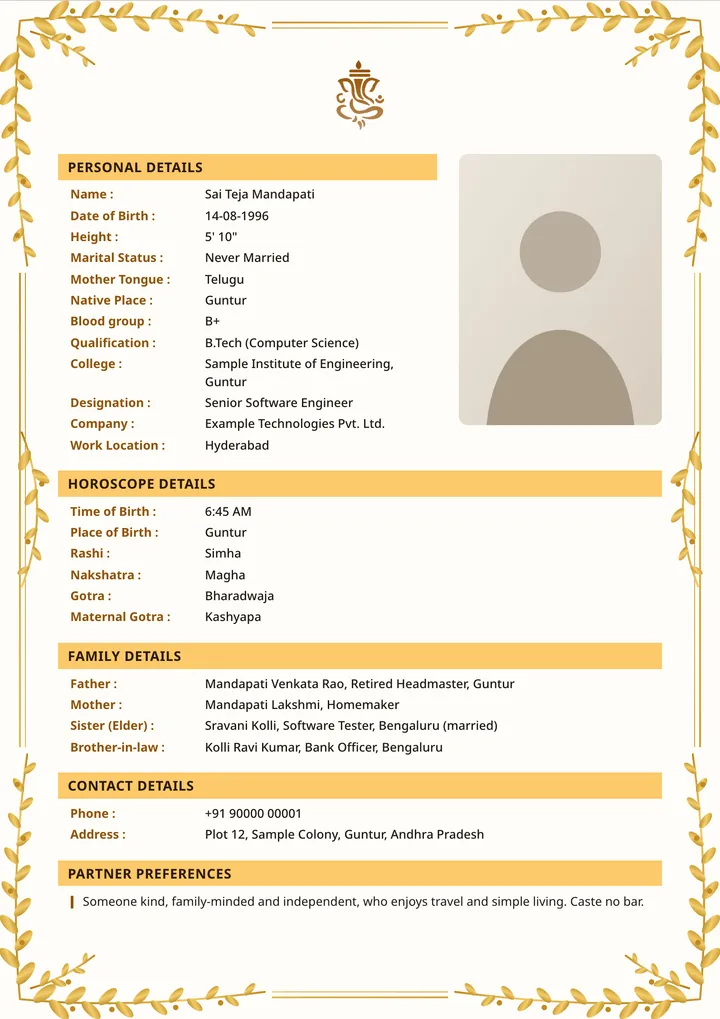 PERSONAL DETAILS
Name : Sai Teja Mandapati
Date of Birth : 14-08-1996
Height : 5' 10"
Marital Status : Never Married
Mother Tongue : Telugu
Native Place : Guntur
Blood group : B+
Qualification : B.Tech (Computer Science)
College : Sample Institute of Engineering,
Guntur
Designation : Senior Software Engineer
Company : Example Technologies Pvt. Ltd.
Work Location : Hyderabad
HOROSCOPE DETAILS
Time of Birth : 6:45 AM
Place of Birth : Guntur
Rashi : Simha
Nakshatra : Magha
Gotra : Bharadwaja
Maternal Gotra : Kashyapa
FAMILY DETAILS
Father : Mandapati Venkata Rao, Retired Headmaster, Guntur
Mother : Mandapati Lakshmi, Homemaker
Sister (Elder) : Sravani Kolli, Software Tester, Bengaluru (married)
Brother-in-law : Kolli Ravi Kumar, Bank Officer, Bengaluru
CONTACT DETAILS
Phone : +91 90000 00001
Address : Plot 12, Sample Colony, Guntur, Andhra Pradesh
PARTNER PREFERENCES
Someone kind, family-minded and independent, who enjoys travel and simple living. Caste no bar.